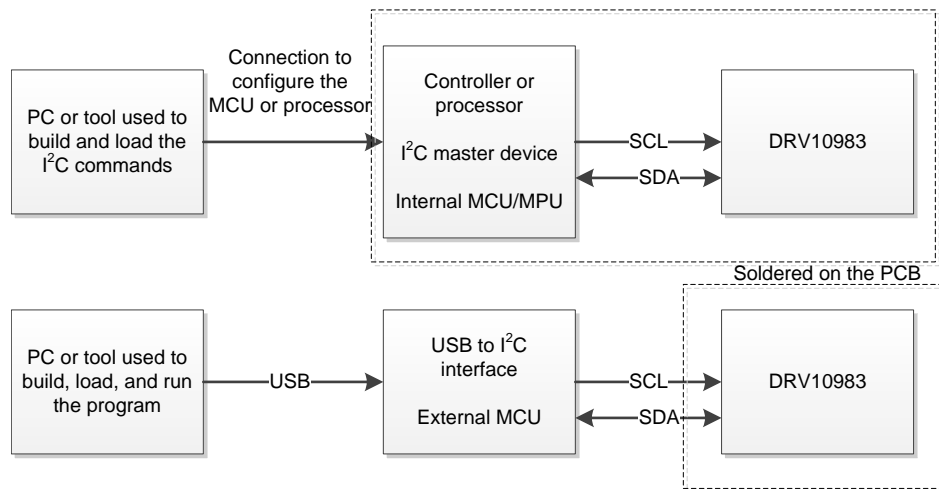 Connection to
configure the
MCU or processor
PC or tool used to
build and load the
I²C commands
Controller or
processor
I²C master device
Internal MCU/MPU
SCL
SDA
DRV10983
Soldered on the PCB
PC or tool used to
build, load, and run
the program
USB
USB to I²C
interface
External MCU
SCL
SDA
DRV10983